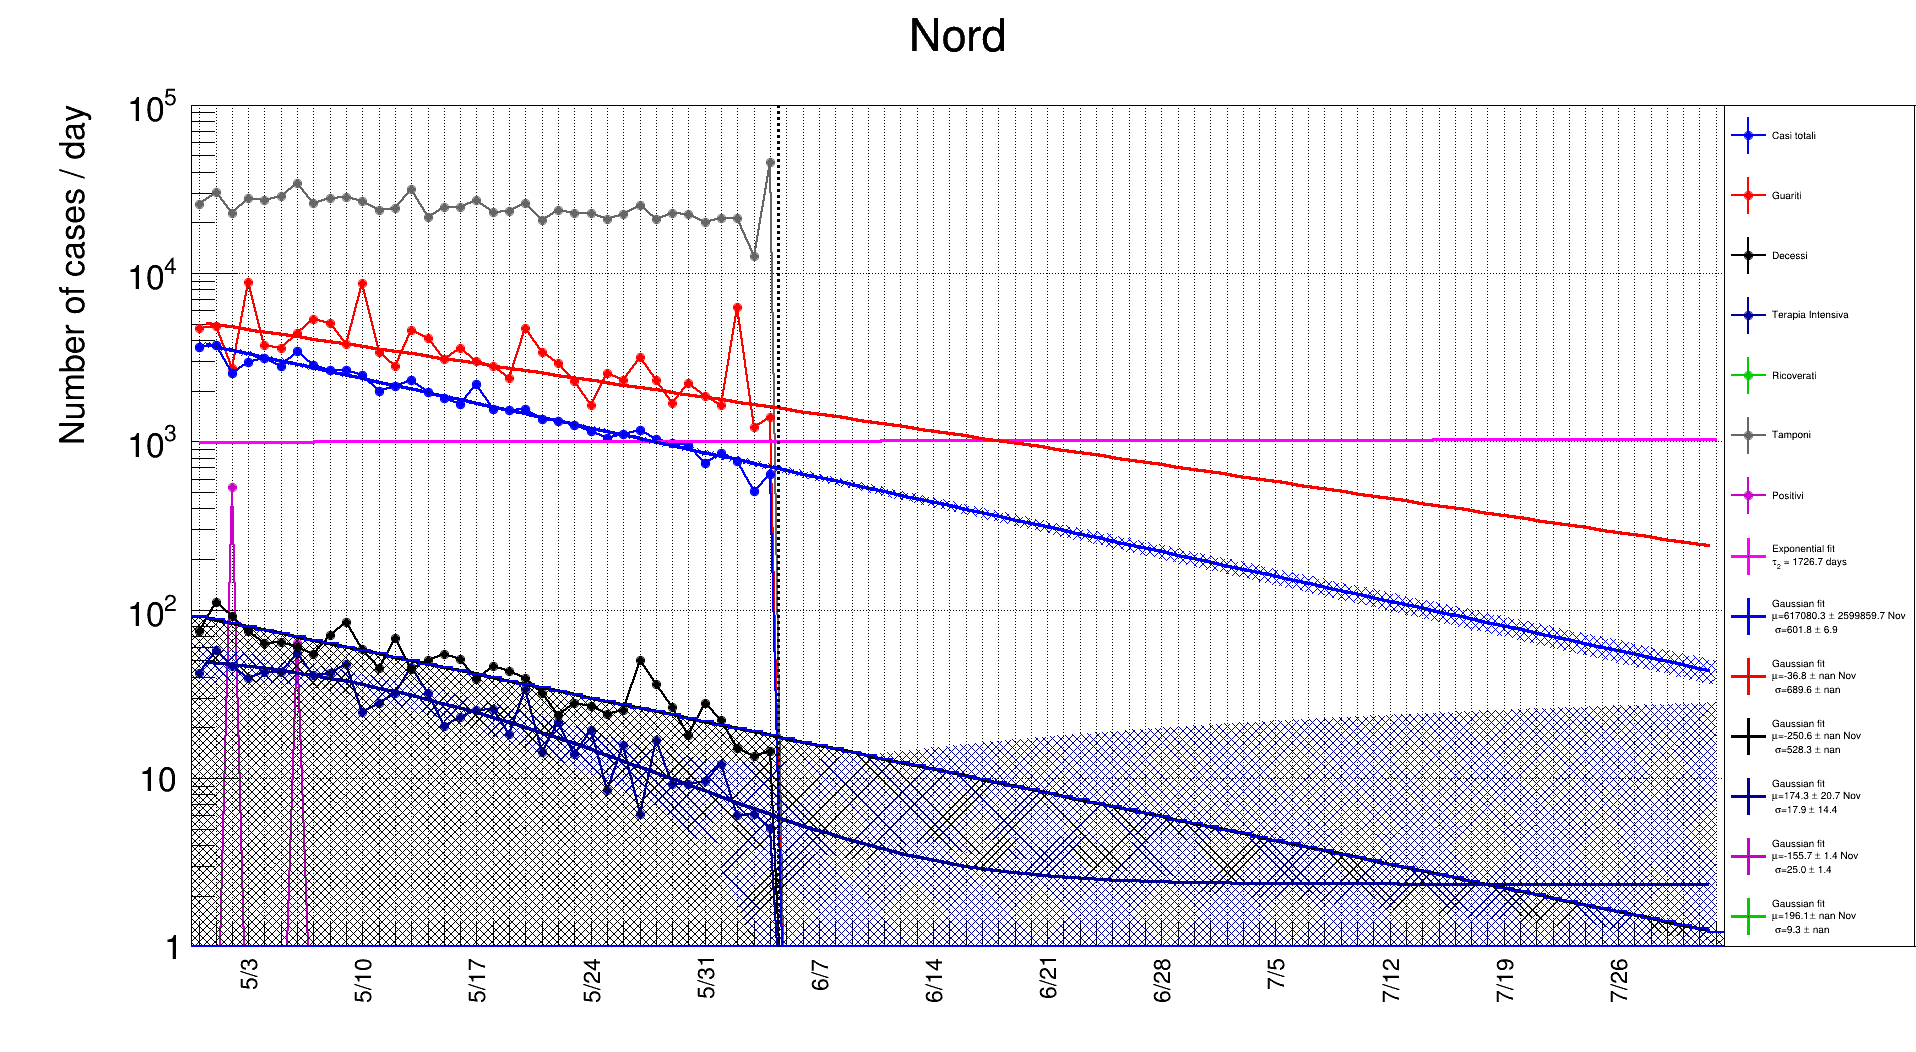 Nord
Number of cases / day
10^5
10^4
10^3
10^2
10
1
5/3
5/10
5/17
5/24
5/31
6/7
6/14
6/21
6/28
7/5
7/12
7/19
7/26
Casi totali
Guariti
Decessi
Terapia Intensiva
Ricoverati
Tamponi
Positivi
Exponential fit
τ₂ = 1726.7 days
Gaussian fit
μ=617080.3 ± 2599859.7 Nov
σ=601.8 ± 6.9
Gaussian fit
μ=-36.8 ± nan Nov
σ=689.6 ± nan
Gaussian fit
μ=-250.6 ± nan Nov
σ=528.3 ± nan
Gaussian fit
μ=174.3 ± 20.7 Nov
σ=17.9 ± 14.4
Gaussian fit
μ=-155.7 ± 1.4 Nov
σ=25.0 ± 1.4
Gaussian fit
μ=196.1± nan Nov
σ=9.3 ± nan